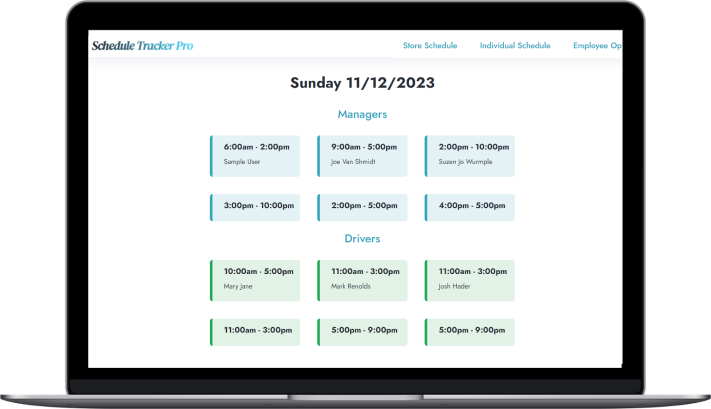 Schedule Tracker Pro
Store Schedule Individual Schedule Employee Op
Sunday 11/12/2023
Managers
6:00am - 2:00pm
Sample User
9:00am - 5:00pm
Joe Van Shmidt
2:00pm - 10:00pm
Suzen Jo Wurmple
3:00pm - 10:00pm
2:00pm - 5:00pm
4:00pm - 5:00pm
Drivers
10:00am - 5:00pm
Mary Jane
11:00am - 3:00pm
Mark Renolds
11:00am - 3:00pm
Josh Hader
11:00am - 3:00pm
5:00pm - 9:00pm
5:00pm - 9:00pm